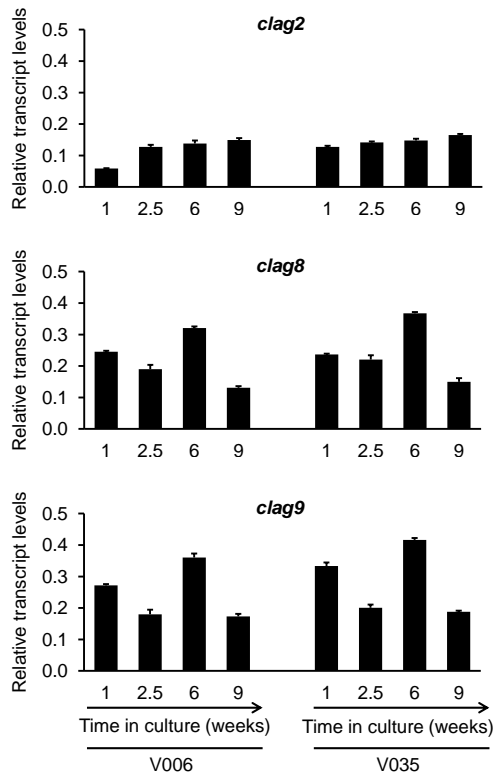 clag2
Relative transcript levels
0.5
0.4
0.3
0.2
0.1
0.0
1 2.5 6 9 1 2.5 6 9
clag8
Relative transcript levels
0.5
0.4
0.3
0.2
0.1
0.0
1 2.5 6 9 1 2.5 6 9
clag9
Relative transcript levels
0.5
0.4
0.3
0.2
0.1
0.0
1 2.5 6 9 1 2.5 6 9
Time in culture (weeks) Time in culture (weeks)
V006 V035